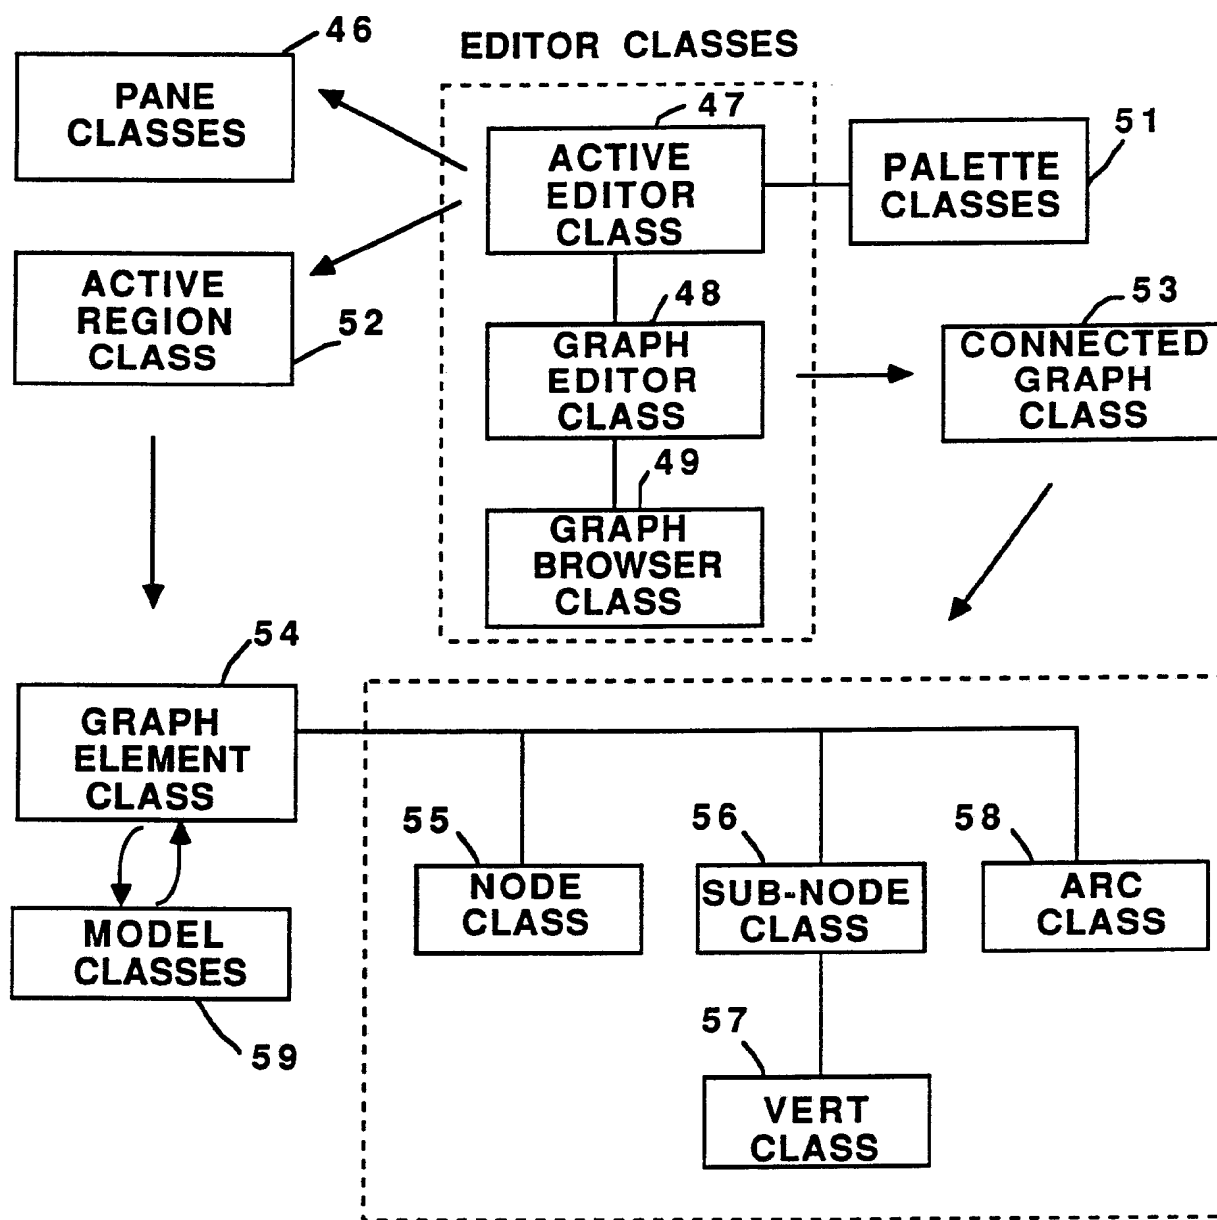 46
EDITOR CLASSES
PANE
CLASSES
47
ACTIVE
EDITOR
CLASS
51
PALETTE
CLASSES
ACTIVE
REGION
CLASS
52
48
GRAPH
EDITOR
CLASS
53
CONNECTED
GRAPH
CLASS
49
GRAPH
BROWSER
CLASS
54
GRAPH
ELEMENT
CLASS
55
NODE
CLASS
56
SUB-NODE
CLASS
58
ARC
CLASS
MODEL
CLASSES
59
57
VERT
CLASS